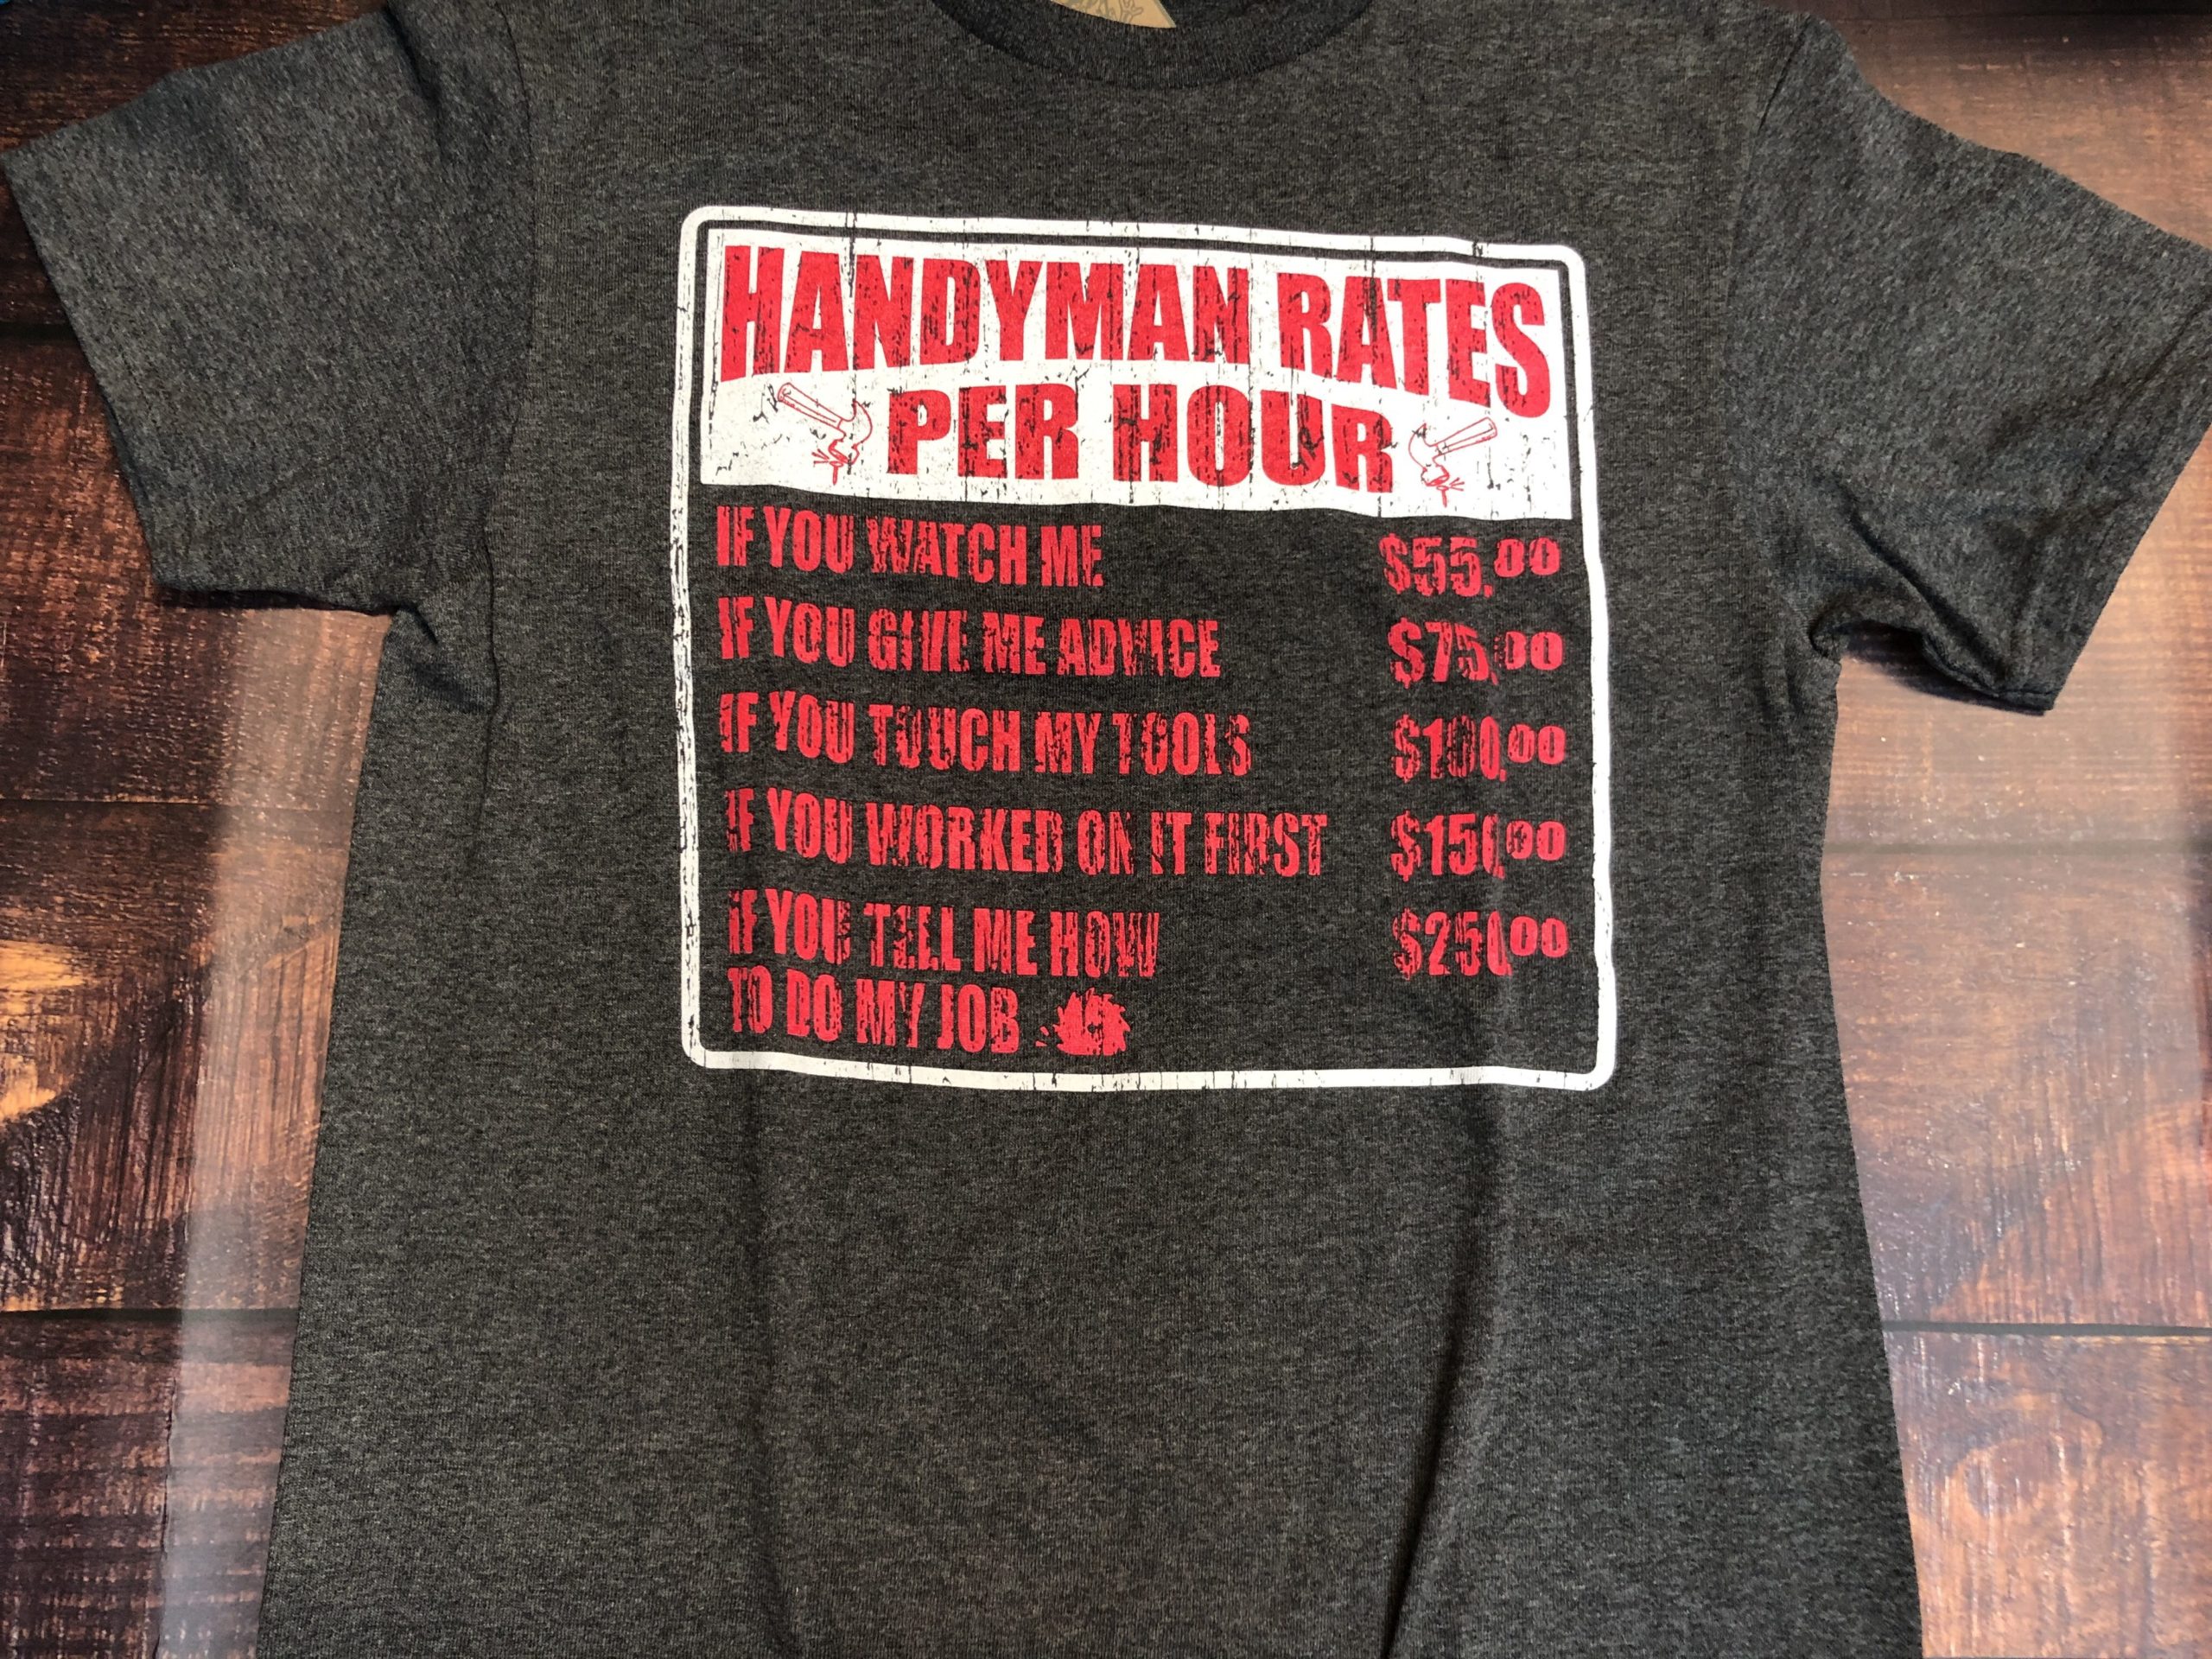 HANDYMAN RATES
PER HOUR
IF YOU WATCH ME $55.00
IF YOU GIVE ME ADVICE $75.00
IF YOU TOUCH MY TOOLS $100.00
IF YOU WORKED ON IT FIRST $150.00
IF YOU TELL ME HOW $250.00
TO DO MY JOB